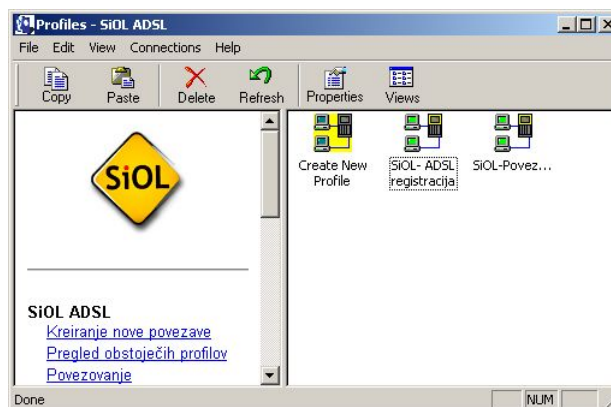 Profiles - SiOL ADSL
File Edit View Connections Help
Copy Paste Delete Refresh Properties Views
SiOL
SiOL ADSL
Kreiranje nove povezave
Pregled obstoječih profilov
Povezovanje
Create New
Profile
SiOL- ADSL
registracija
SiOL-Povez...
Done
NUM